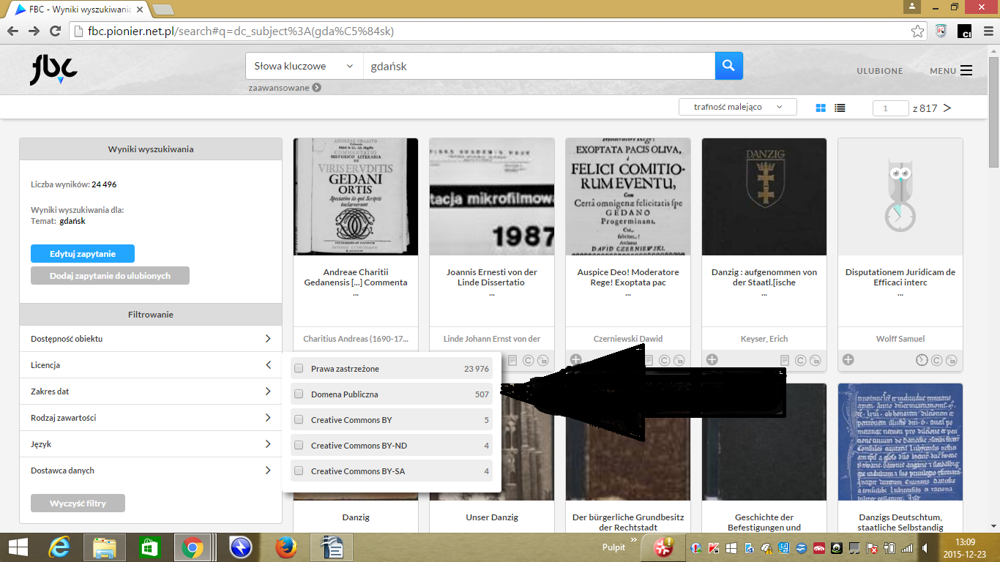 FBC - Wyniki wyszukiwania
fbc.pionier.net.pl/search#q=dc_subject%3A(gda%C5%84sk)
fbc
Słowa kluczowe
gdańsk
zaawansowane
ULUBIONE
MENU
trafność malejąco
1
z 817
Wyniki wyszukiwania
Liczba wyników: 24 496
Wyniki wyszukiwania dla:
Temat: gdańsk
Edytuj zapytanie
Dodaj zapytanie do ulubionych
Filtrowanie
Dostępność obiektu
Licencja
Zakres dat
Rodzaj zawartości
Język
Dostawca danych
Wyczyść filtry
Prawa zastrzeżone 23 976
Domena Publiczna 507
Creative Commons BY 5
Creative Commons BY-ND 4
Creative Commons BY-SA 4
VIRIS ERVDITIS
GEDANI
ORTIS
Andreae Charitii
Gedanensis [...] Commenta
...
Charitius Andreas (1690-17...
tacja mikrofilmowa
1987
Joannis Ernesti von der
Linde Dissertatio
...
Linde Johann Ernst von der
EXOPTATA PACIS OLIVA,
FELICI COMITIO-
RUM EVENTU,
Com
Certâ omnigenæ felicitatis spe
GEDANO
Progerminans.
DAVID CZERNIEWSKI.
Auspice Deo! Moderatore
Rege! Exoptata pac
...
Czerniewski Dawid
DANZIG
Danzig : aufgenommen von
der Staatl.[ische
...
Keyser, Erich
Disputationem Juridicam de
Efficaci interc
...
Wolff Samuel
Danzig
Unser Danzig
Der bürgerliche Grundbesitz
der Rechtstadt
Geschichte der
Befestigungen und
Danzigs Deutschtum,
staatliche Selbstandig
Pulpit
13:09
2015-12-23